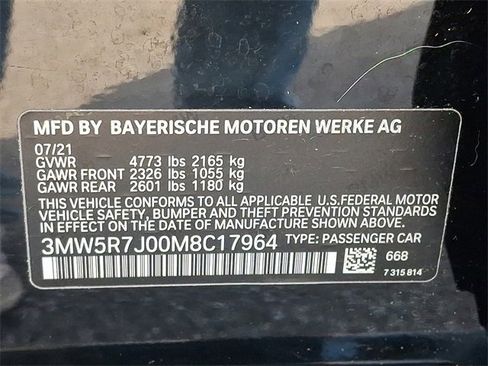 MFD BY BAYERISCHE MOTOREN WERKE AG
07/21
GVWR 4773 lbs 2165 kg
GAWR FRONT 2326 lbs 1055 kg
GAWR REAR 2601 lbs 1180 kg
THIS VEHICLE CONFORMS TO ALL APPLICABLE U.S.FEDERAL MOTOR
VEHICLE SAFETY, BUMPER AND THEFT PREVENTION STANDARDS
IN EFFECT ON THE DATE OF MANUFACTURE SHOWN ABOVE.
3MW5R7J00M8C17964 TYPE: PASSENGER CAR
668
7 315 814